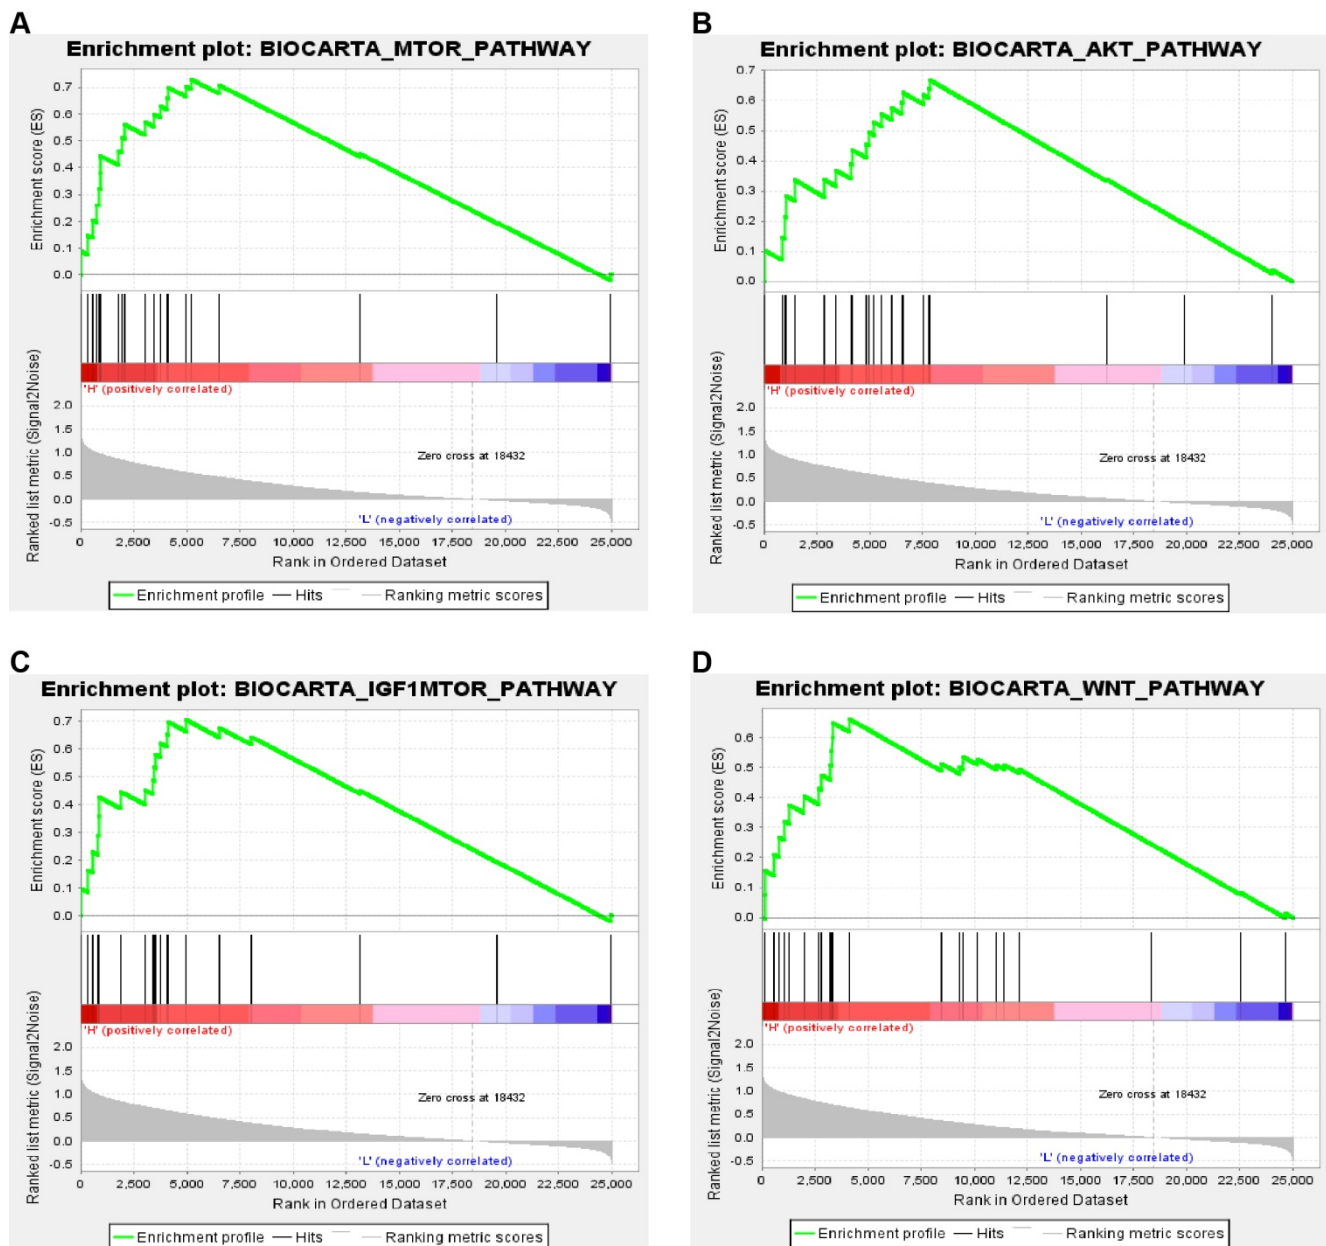 A
Enrichment plot: BIOCARTA_MTOR_PATHWAY
Enrichment score (ES)
0.7
0.6
0.5
0.4
0.3
0.2
0.1
0.0
'H' (positively correlated)
Ranked list metric (Signal2Noise)
2.0
1.5
1.0
0.5
0.0
-0.5
Zero cross at 18432
'L' (negatively correlated)
0 2,500 5,000 7,500 10,000 12,500 15,000 17,500 20,000 22,500 25,000
Rank in Ordered Dataset
Enrichment profile Hits Ranking metric scores
B
Enrichment plot: BIOCARTA_AKT_PATHWAY
Enrichment score (ES)
0.7
0.6
0.5
0.4
0.3
0.2
0.1
0.0
'H' (positively correlated)
Ranked list metric (Signal2Noise)
2.0
1.5
1.0
0.5
0.0
-0.5
Zero cross at 18432
'L' (negatively correlated)
0 2,500 5,000 7,500 10,000 12,500 15,000 17,500 20,000 22,500 25,000
Rank in Ordered Dataset
Enrichment profile Hits Ranking metric scores
C
Enrichment plot: BIOCARTA_IGF1MTOR_PATHWAY
Enrichment score (ES)
0.7
0.6
0.5
0.4
0.3
0.2
0.1
0.0
'H' (positively correlated)
Ranked list metric (Signal2Noise)
2.0
1.5
1.0
0.5
0.0
-0.5
Zero cross at 18432
'L' (negatively correlated)
0 2,500 5,000 7,500 10,000 12,500 15,000 17,500 20,000 22,500 25,000
Rank in Ordered Dataset
Enrichment profile Hits Ranking metric scores
D
Enrichment plot: BIOCARTA_WNT_PATHWAY
Enrichment score (ES)
0.6
0.5
0.4
0.3
0.2
0.1
0.0
'H' (positively correlated)
Ranked list metric (Signal2Noise)
2.0
1.5
1.0
0.5
0.0
-0.5
Zero cross at 18432
'L' (negatively correlated)
0 2,500 5,000 7,500 10,000 12,500 15,000 17,500 20,000 22,500 25,000
Rank in Ordered Dataset
Enrichment profile Hits Ranking metric scores